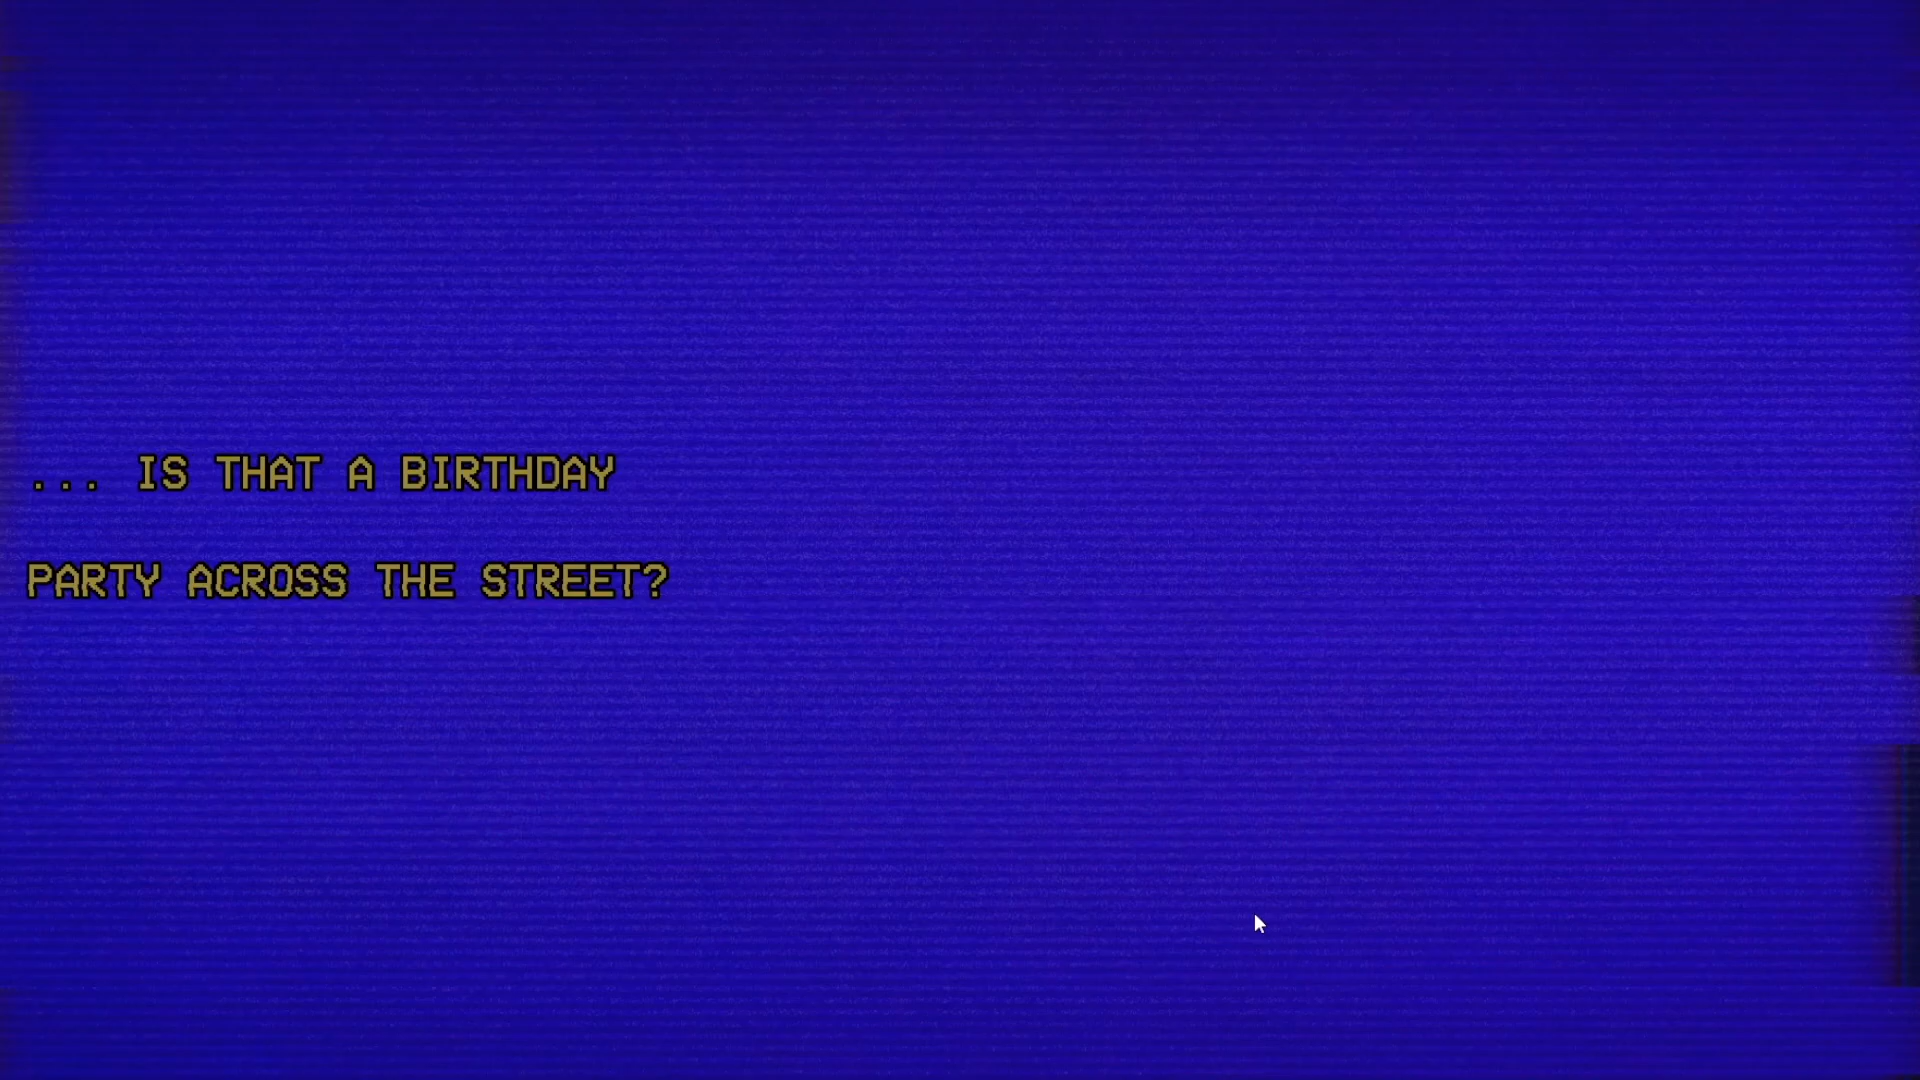 ... IS THAT A BIRTHDAY
PARTY ACROSS THE STREET?